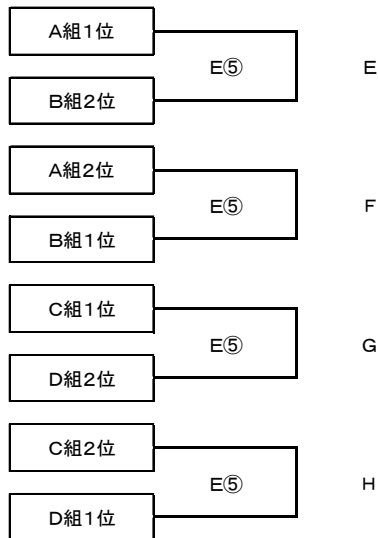 A組1位
E⑤ E
B組2位
A組2位
E⑤ F
B組1位
C組1位
E⑤ G
D組2位
C組2位
E⑤ H
D組1位